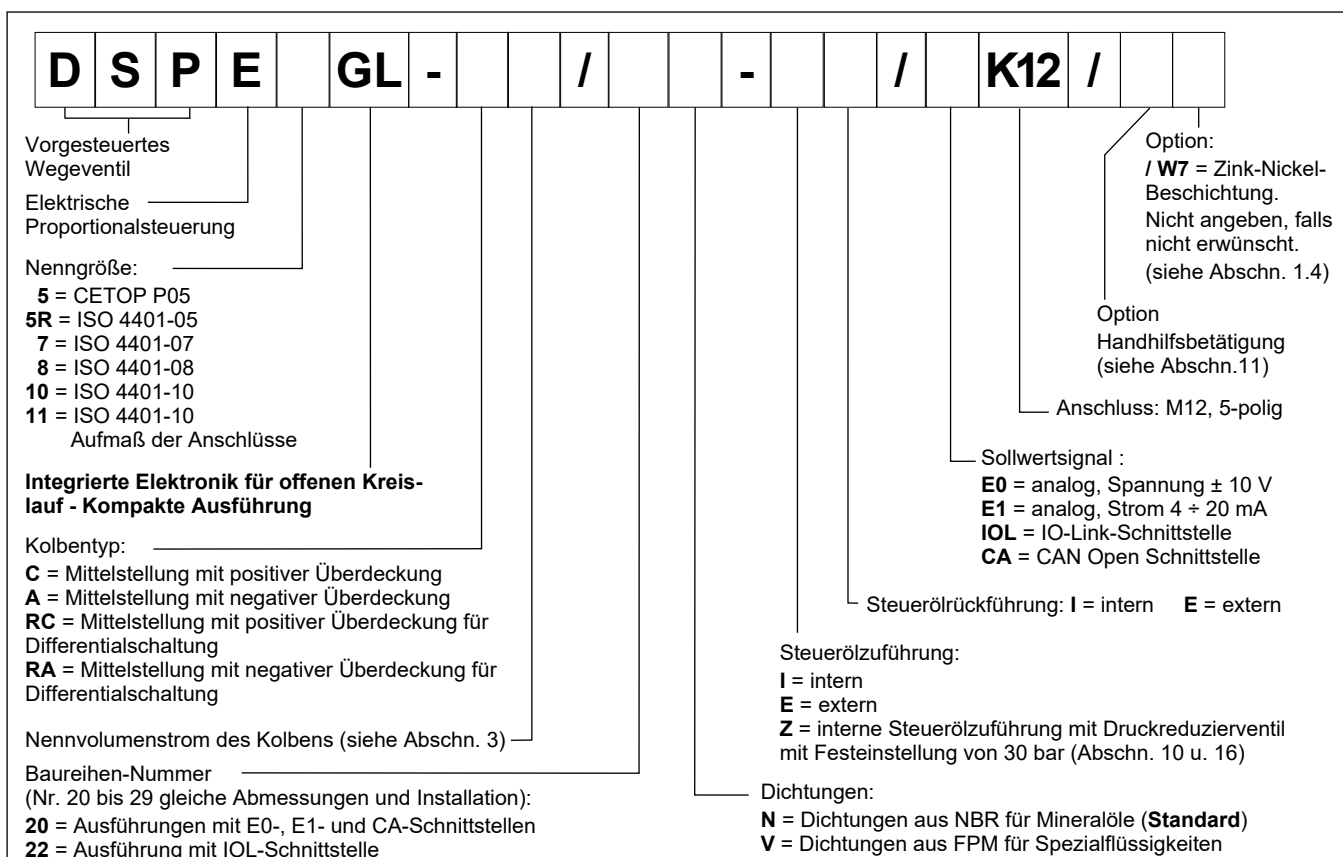 D S P E GL - / - / K12 /
Vorgesteuertes
Wegeventil
Elektrische
Proportionalsteuerung
Nenngröße:
5 = CETOP P05
5R = ISO 4401-05
7 = ISO 4401-07
8 = ISO 4401-08
10 = ISO 4401-10
11 = ISO 4401-10
Aufmaß der Anschlüsse
Integrierte Elektronik für offenen Kreis-
lauf - Kompakte Ausführung
Kolbentyp:
C = Mittelstellung mit positiver Überdeckung
A = Mittelstellung mit negativer Überdeckung
RC = Mittelstellung mit positiver Überdeckung für
Differentialschaltung
RA = Mittelstellung mit negativer Überdeckung für
Differentialschaltung
Nennvolumenstrom des Kolbens (siehe Abschn. 3)
Baureihen-Nummer
(Nr. 20 bis 29 gleiche Abmessungen und Installation):
20 = Ausführungen mit E0-, E1- und CA-Schnittstellen
22 = Ausführung mit IOL-Schnittstelle
Option:
/ W7 = Zink-Nickel-
Beschichtung.
Nicht angeben, falls
nicht erwünscht.
(siehe Abschn. 1.4)
Option
Handhilfsbetätigung
(siehe Abschn.11)
Anschluss: M12, 5-polig
Sollwertsignal :
E0 = analog, Spannung ± 10 V
E1 = analog, Strom 4 ÷ 20 mA
IOL = IO-Link-Schnittstelle
CA = CAN Open Schnittstelle
Steuerölrückführung: I = intern E = extern
Steuerölzuführung:
I = intern
E = extern
Z = interne Steuerölzuführung mit Druckreduzierventil
mit Festeinstellung von 30 bar (Abschn. 10 u. 16)
Dichtungen:
N = Dichtungen aus NBR für Mineralöle (Standard)
V = Dichtungen aus FPM für Spezialflüssigkeiten